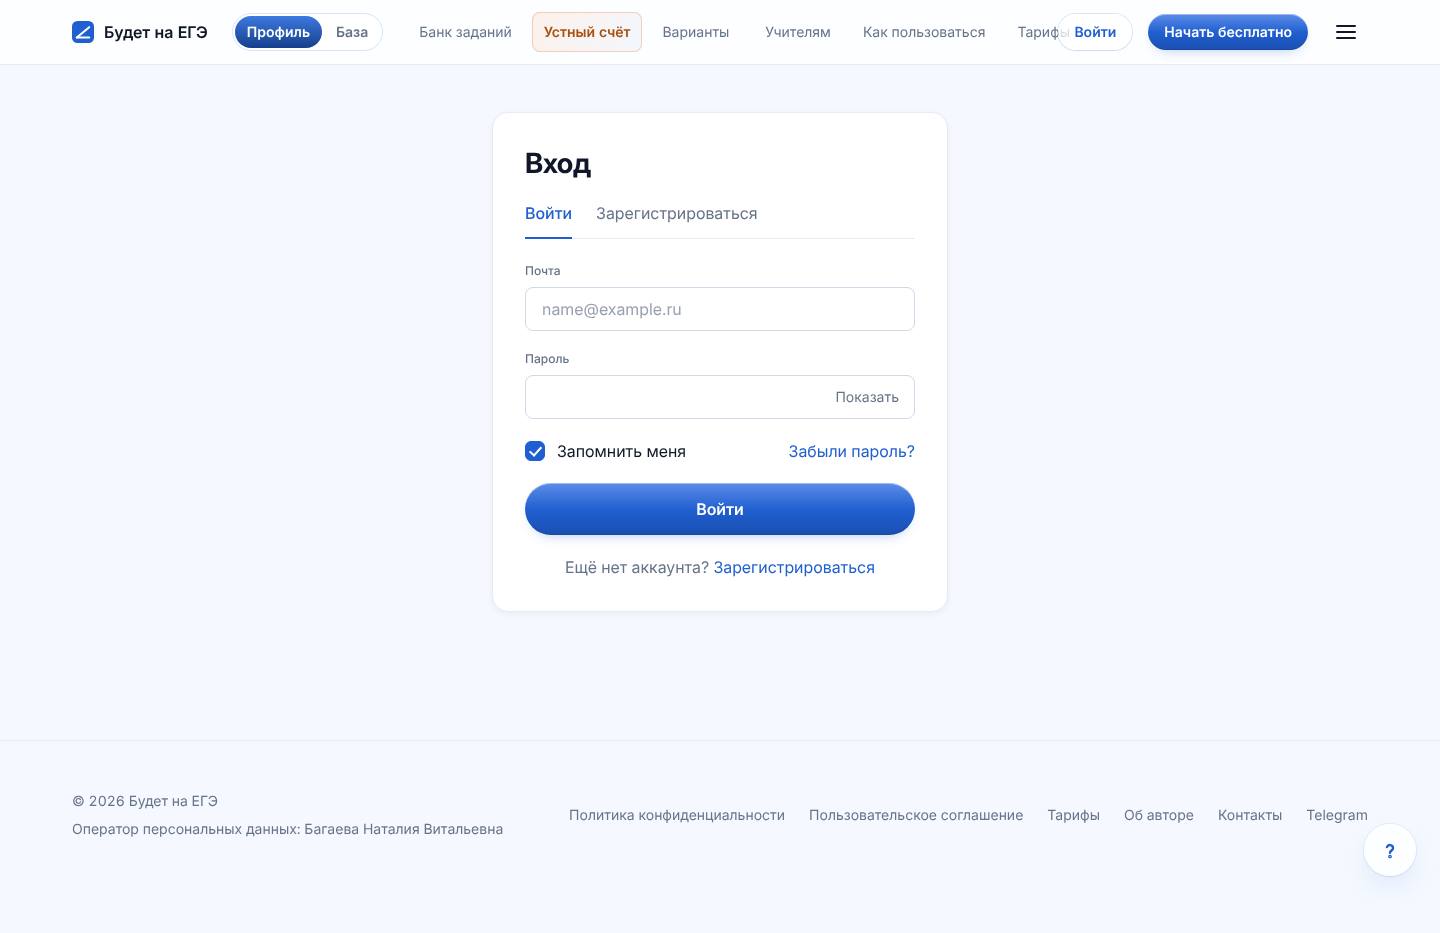 Будет на ЕГЭ
Профиль
База
Банк заданий
Устный счёт
Варианты
Учителям
Как пользоваться
Тарифы
Войти
Начать бесплатно
Вход
Войти
Зарегистрироваться
Почта
name@example.ru
Пароль
Показать
Запомнить меня
Забыли пароль?
Войти
Ещё нет аккаунта? Зарегистрироваться
© 2026 Будет на ЕГЭ
Оператор персональных данных: Багаева Наталия Витальевна
Политика конфиденциальности
Пользовательское соглашение
Тарифы
Об авторе
Контакты
Telegram
?